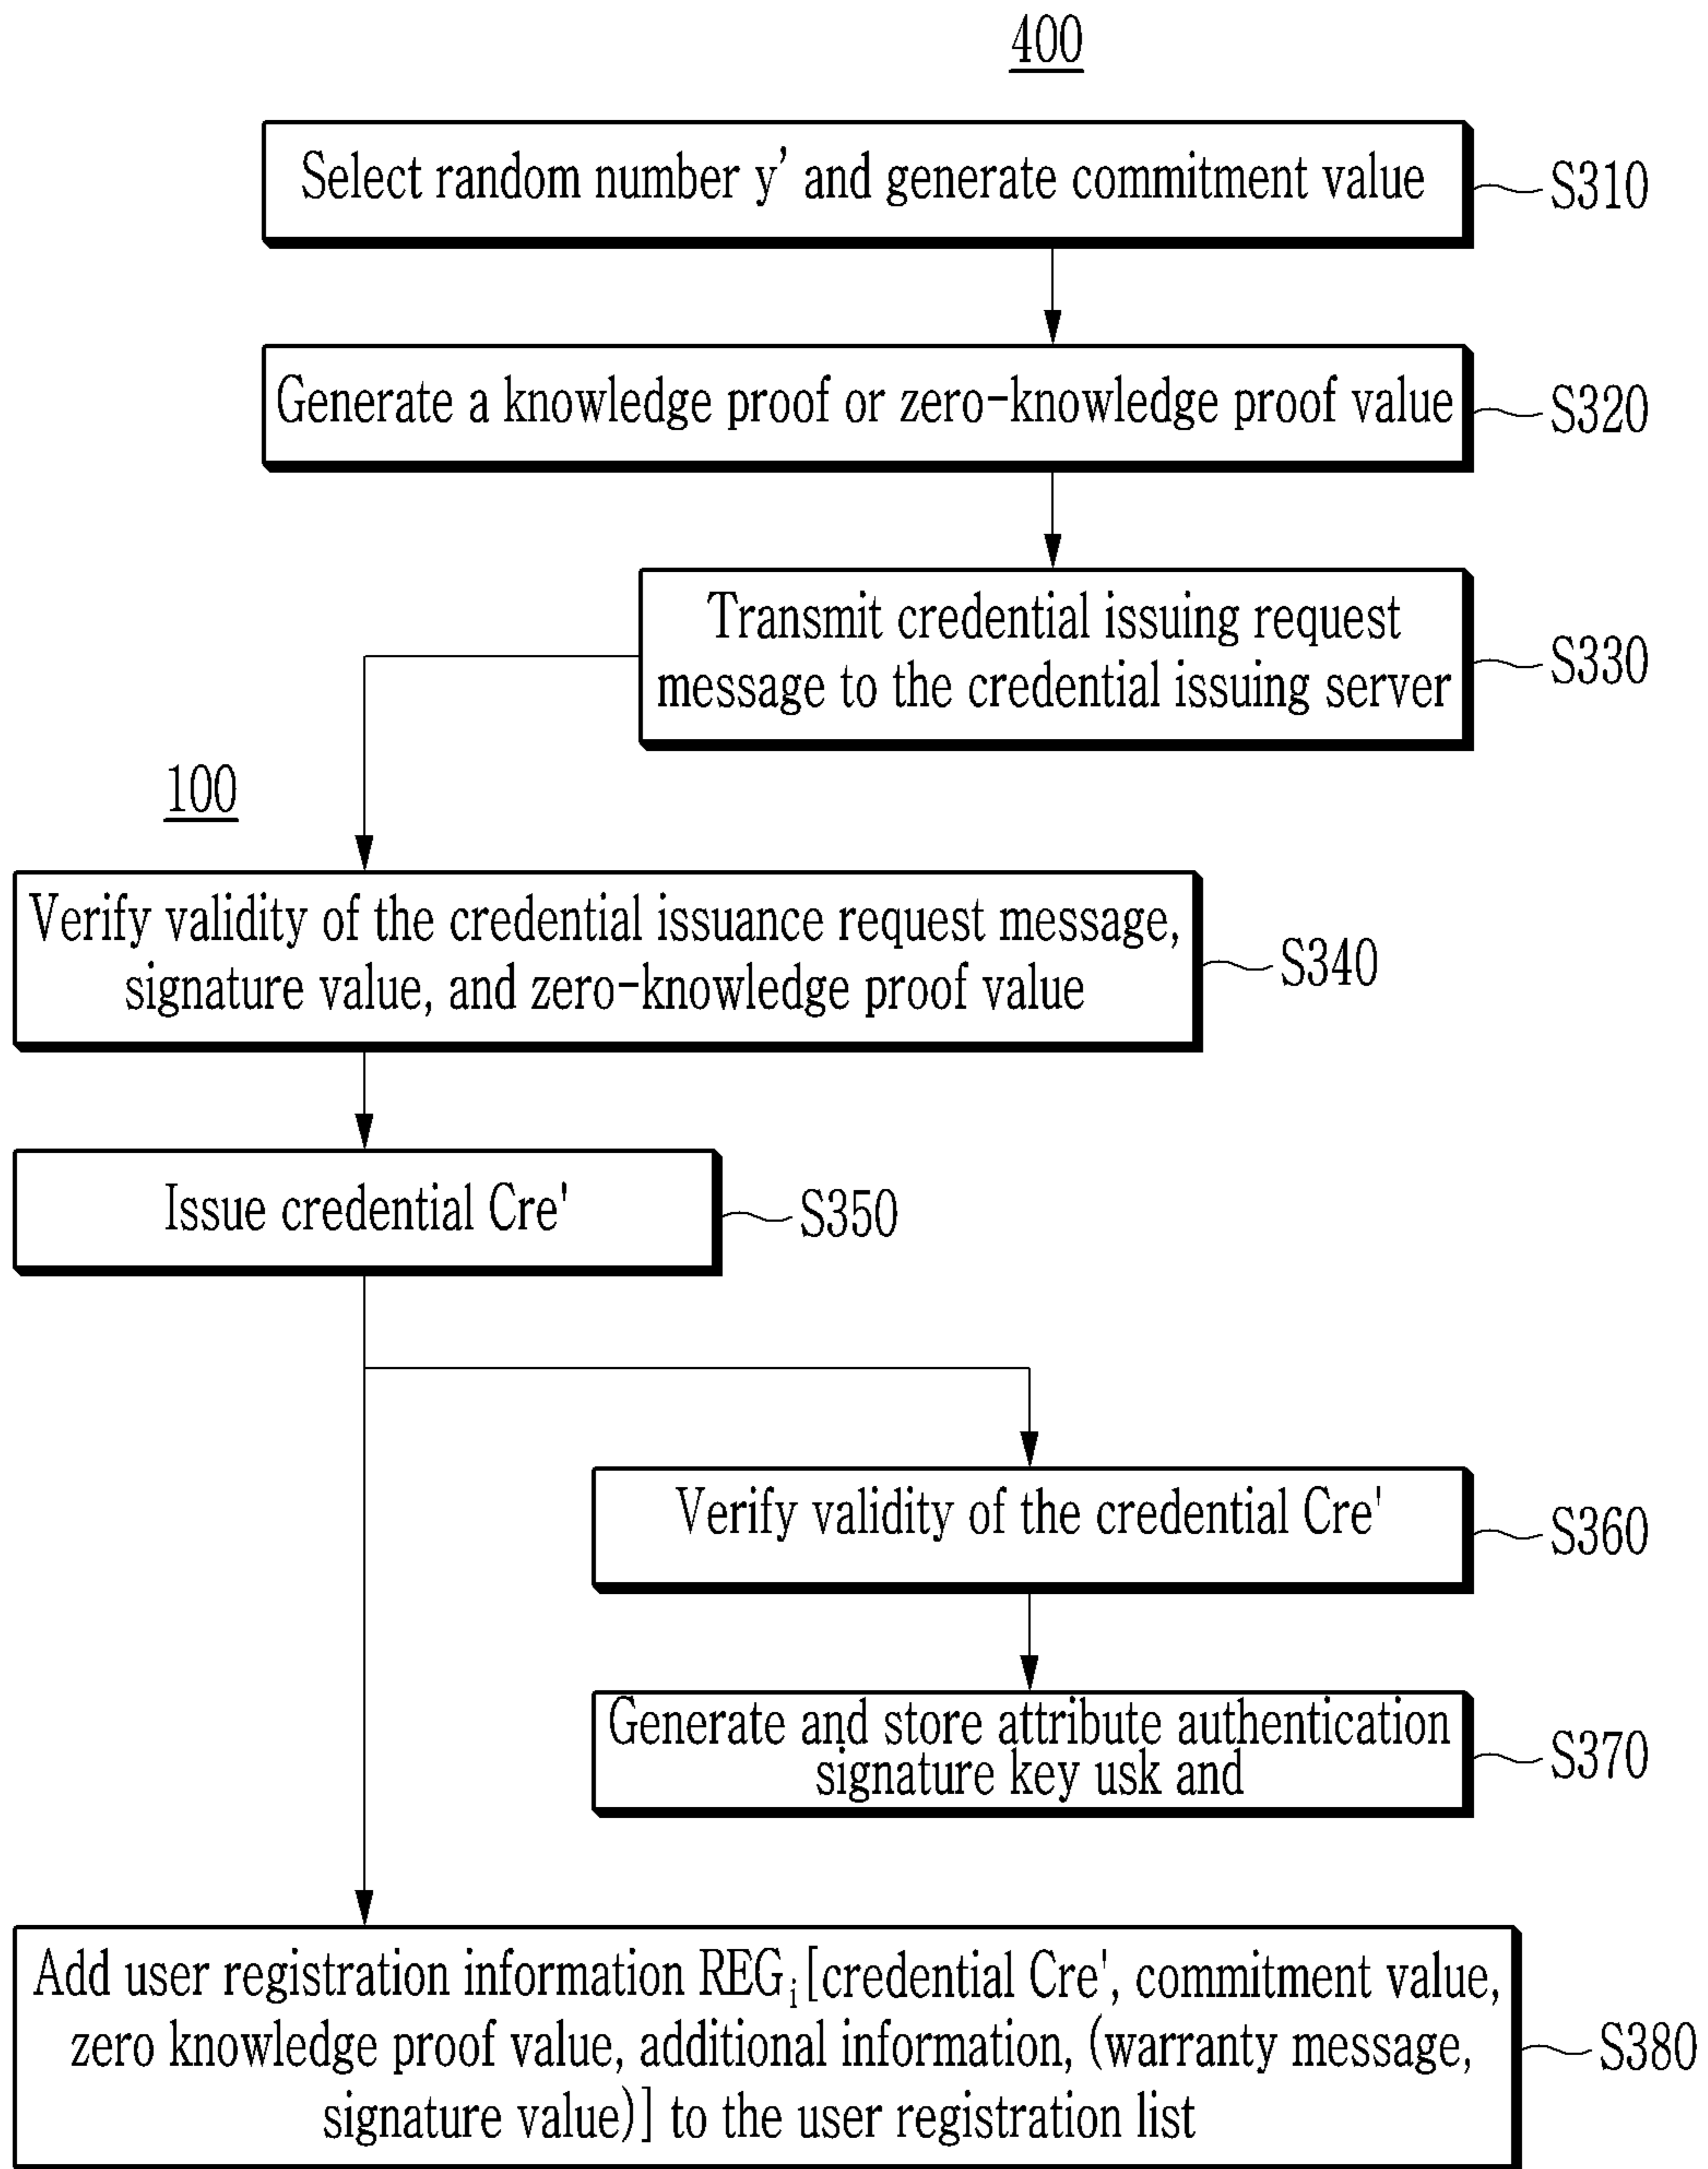 400
Select random number y' and generate commitment value
S310
Generate a knowledge proof or zero-knowledge proof value
S320
Transmit credential issuing request
message to the credential issuing server
S330
100
Verify validity of the credential issuance request message,
signature value, and zero-knowledge proof value
S340
Issue credential Cre'
S350
Verify validity of the credential Cre'
S360
Generate and store attribute authentication
signature key usk and
S370
Add user registration information REGi[credential Cre', commitment value,
zero knowledge proof value, additional information, (warranty message,
signature value)] to the user registration list
S380